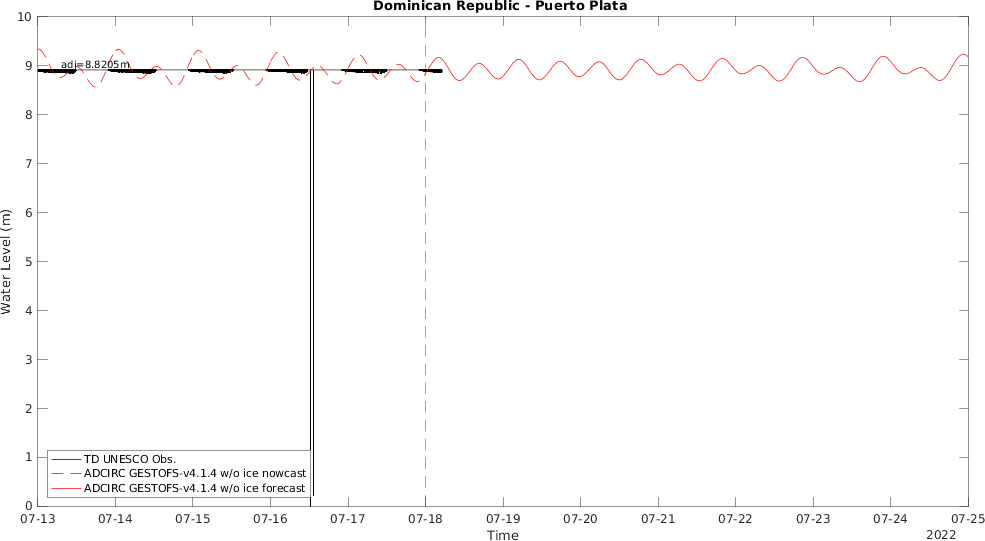 Dominican Republic - Puerto Plata
10
9
8
7
6
5
4
3
2
1
0
Water Level (m)
adj=8.8205m
TD UNESCO Obs.
ADCIRC GESTOFS-v4.1.4 w/o ice nowcast
ADCIRC GESTOFS-v4.1.4 w/o ice forecast
07-13 07-14 07-15 07-16 07-17 07-18 07-19 07-20 07-21 07-22 07-23 07-24 07-25
Time
2022